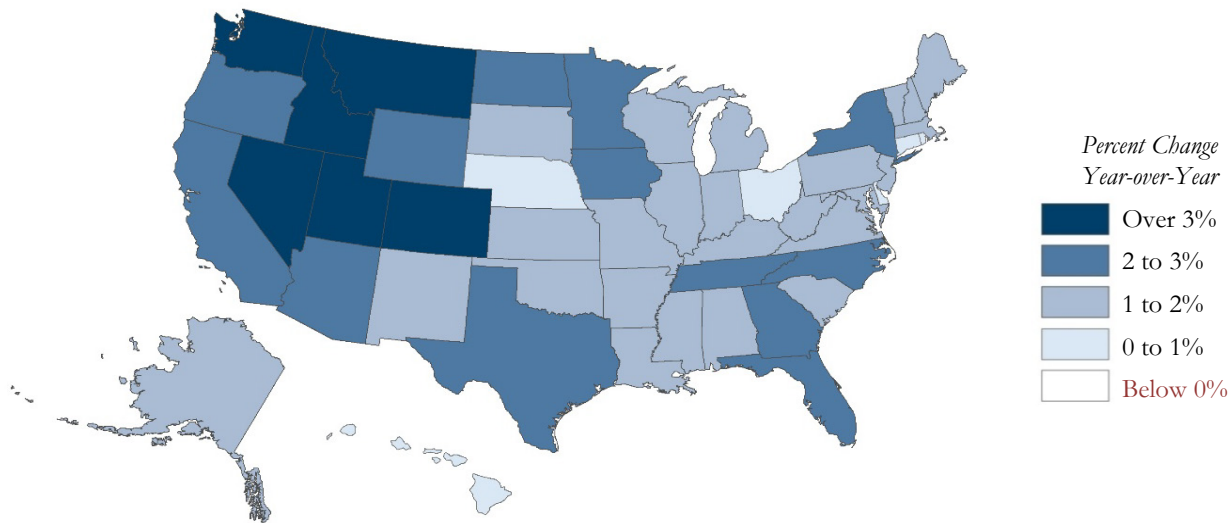 Percent Change
Year-over-Year
Over 3%
2 to 3%
1 to 2%
0 to 1%
Below 0%